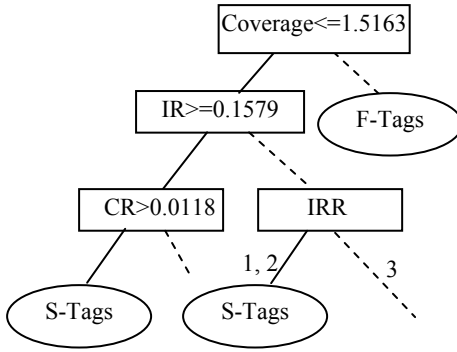 Coverage<=1.5163
IR>=0.1579
F-Tags
CR>0.0118
IRR
1, 2
3
S-Tags
S-Tags